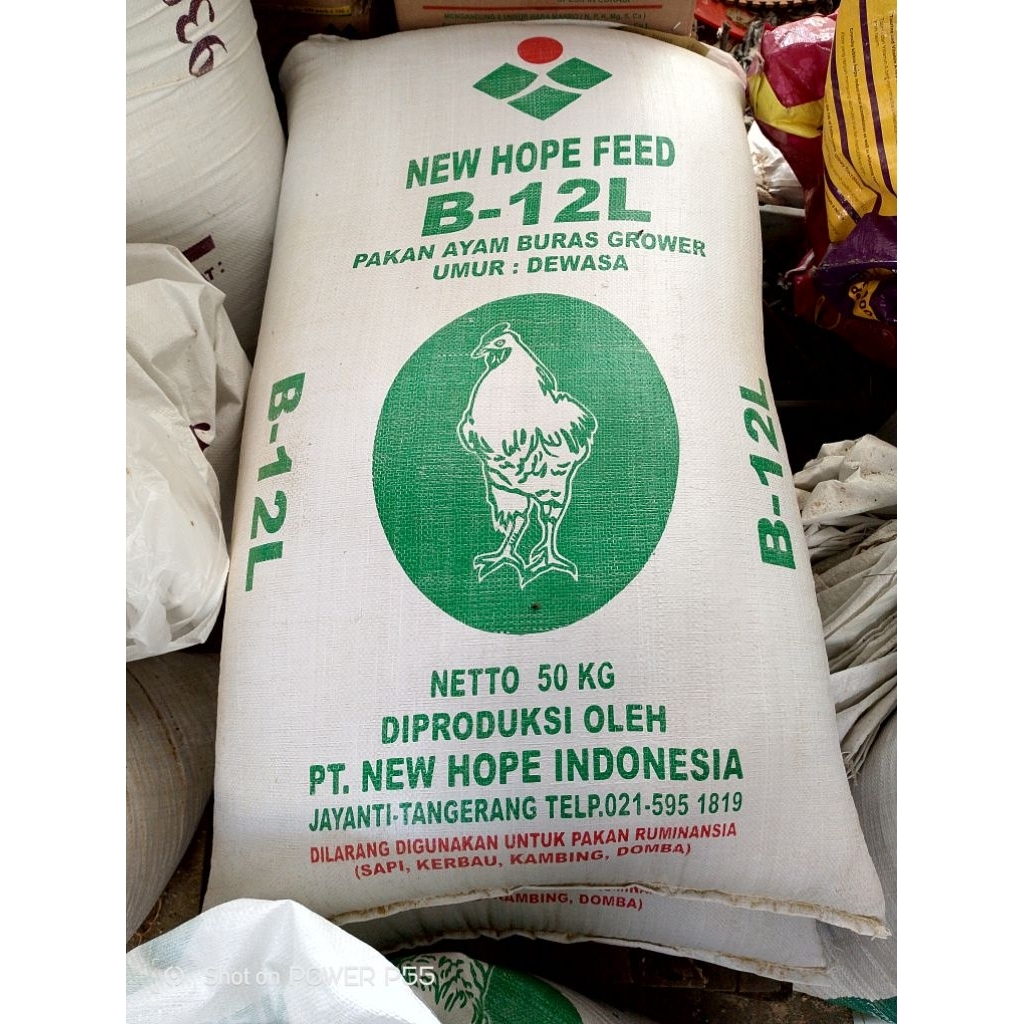 NEW HOPE FEED
B-12L
PAKAN AYAM BURAS GROWER
UMUR : DEWASA
B-12L
B-12L
NETTO 50 KG
DIPRODUKSI OLEH
PT. NEW HOPE INDONESIA
JAYANTI-TANGERANG TELP.021-595 1819
DILARANG DIGUNAKAN UNTUK PAKAN RUMINANSIA
(SAPI, KERBAU, KAMBING, DOMBA)
AMBING, DOMBA)
Shot on POWER P55